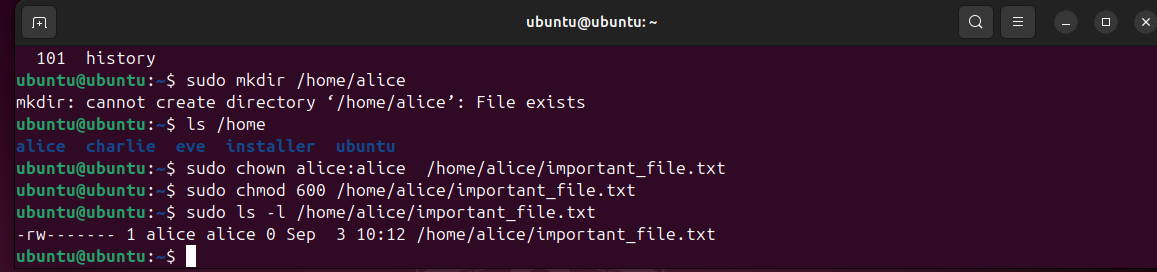 ubuntu@ubuntu: ~
101 history
ubuntu@ubuntu:~$ sudo mkdir /home/alice
mkdir: cannot create directory ‘/home/alice’: File exists
ubuntu@ubuntu:~$ ls /home
alice charlie eve installer ubuntu
ubuntu@ubuntu:~$ sudo chown alice:alice  /home/alice/important_file.txt
ubuntu@ubuntu:~$ sudo chmod 600 /home/alice/important_file.txt
ubuntu@ubuntu:~$ sudo ls -l /home/alice/important_file.txt
-rw------- 1 alice alice 0 Sep  3 10:12 /home/alice/important_file.txt
ubuntu@ubuntu:~$